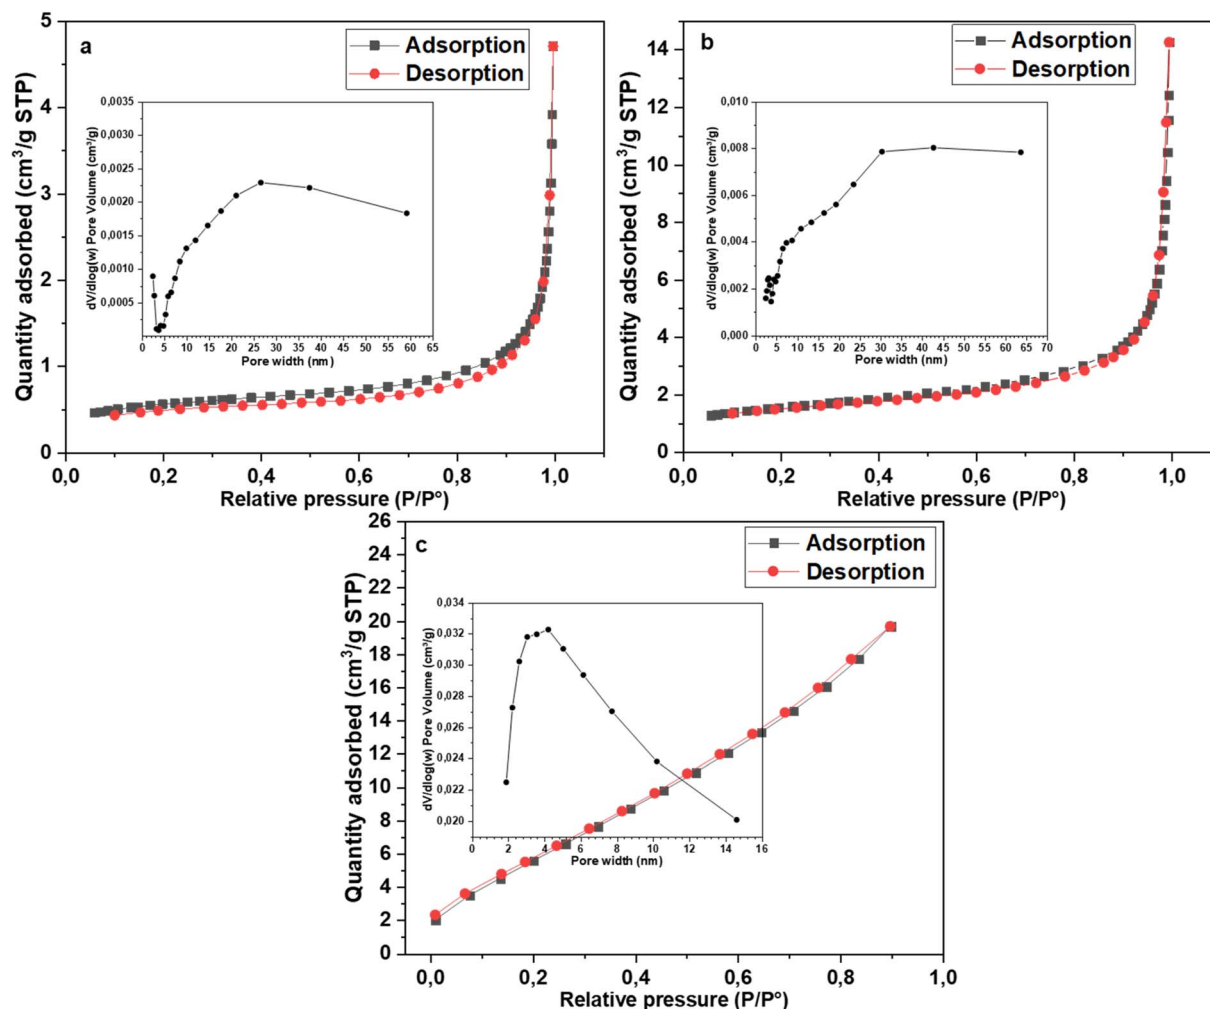 a
Adsorption
Desorption
Quantity adsorbed (cm³/g STP)
5
4
3
2
1
0
0,0 0,2 0,4 0,6 0,8 1,0
Relative pressure (P/P°)
dV/dlog(w) Pore Volume (cm³/g)
0,0035
0,0030
0,0025
0,0020
0,0015
0,0010
0,0005
0 5 10 15 20 25 30 35 40 45 50 55 60 65
Pore width (nm)
b
Adsorption
Desorption
Quantity adsorbed (cm³/g STP)
14
12
10
8
6
4
2
0
0,0 0,2 0,4 0,6 0,8 1,0
Relative pressure (P/P°)
dV/dlog(w) Pore Volume (cm³/g)
0,010
0,008
0,006
0,004
0,002
0,000
0 5 10 15 20 25 30 35 40 45 50 55 60 65 70
Pore width (nm)
c
Adsorption
Desorption
Quantity adsorbed (cm³/g STP)
26
24
22
20
18
16
14
12
10
8
6
4
2
0
0,0 0,2 0,4 0,6 0,8 1,0
Relative pressure (P/P°)
dV/dlog(w) Pore Volume (cm³/g)
0,034
0,032
0,030
0,028
0,026
0,024
0,022
0,020
0 2 4 6 8 10 12 14 16
Pore width (nm)